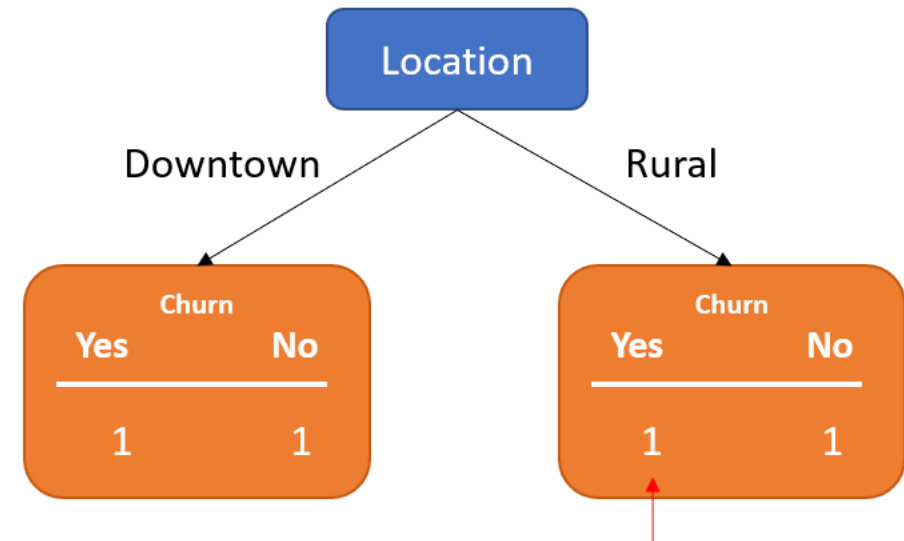 Location
Downtown
Rural
Churn
Yes No
1 1
Churn
Yes No
1 1